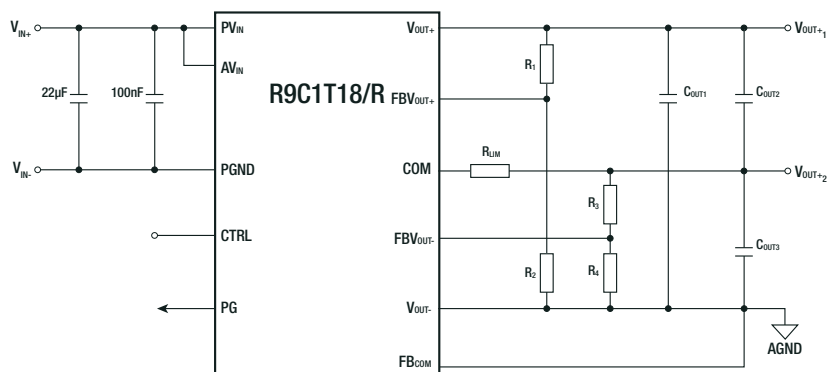 VIN+
PVIN
VOUT+
VOUT+1
AVIN
R1
22µF
100nF
R9C1T18/R
FBVOUT+
COUT1
COUT2
RLIM
VIN-
PGND
COM
VOUT+2
R3
CTRL
FBVOUT-
COUT3
R2
R4
PG
VOUT-
AGND
FBCOM